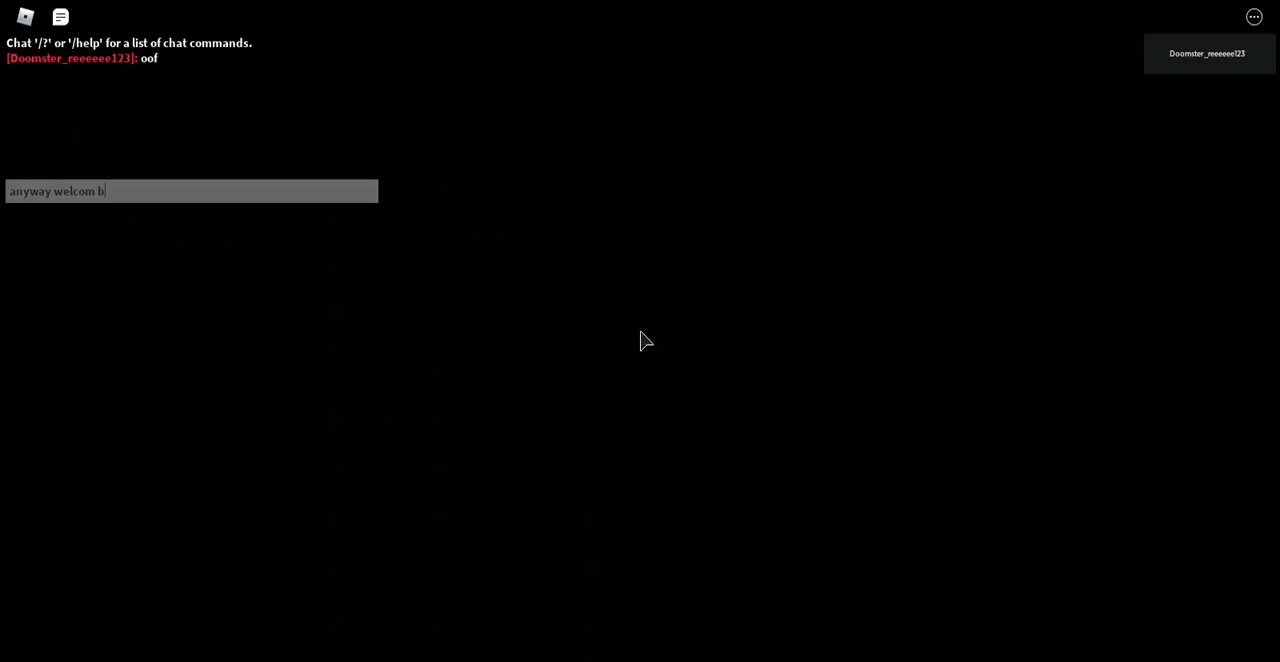 Chat '/?' or '/help' for a list of chat commands.
[Doomster_reeeeee123]: oof
Doomster_reeeeee123
anyway welcom b